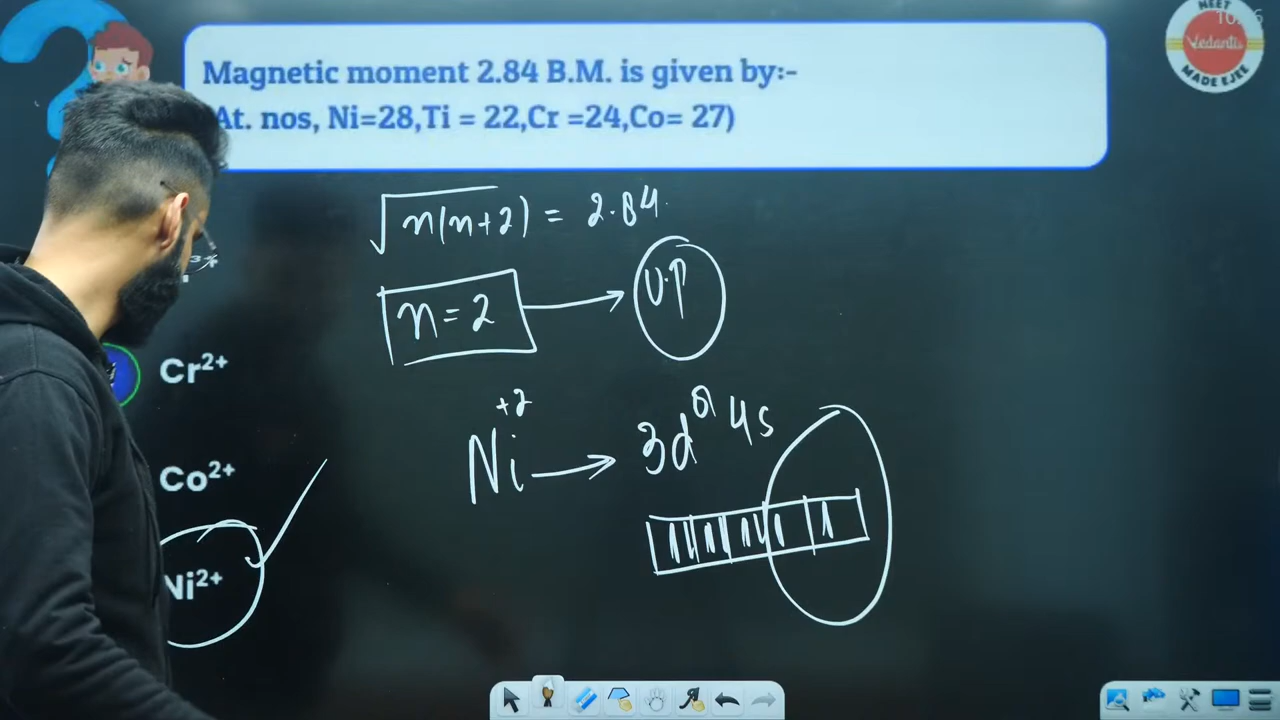 NEET
Vedantu
MADE EJEE
Magnetic moment 2.84 B.M. is given by:-
At. nos, Ni=28,Ti = 22,Cr =24,Co= 27)
√n(n+2) = 2.84
n=2 → U.P
3+
Cr²⁺
Co²⁺
Ni²⁺
Ni⁺² → 3d⁸ 4s